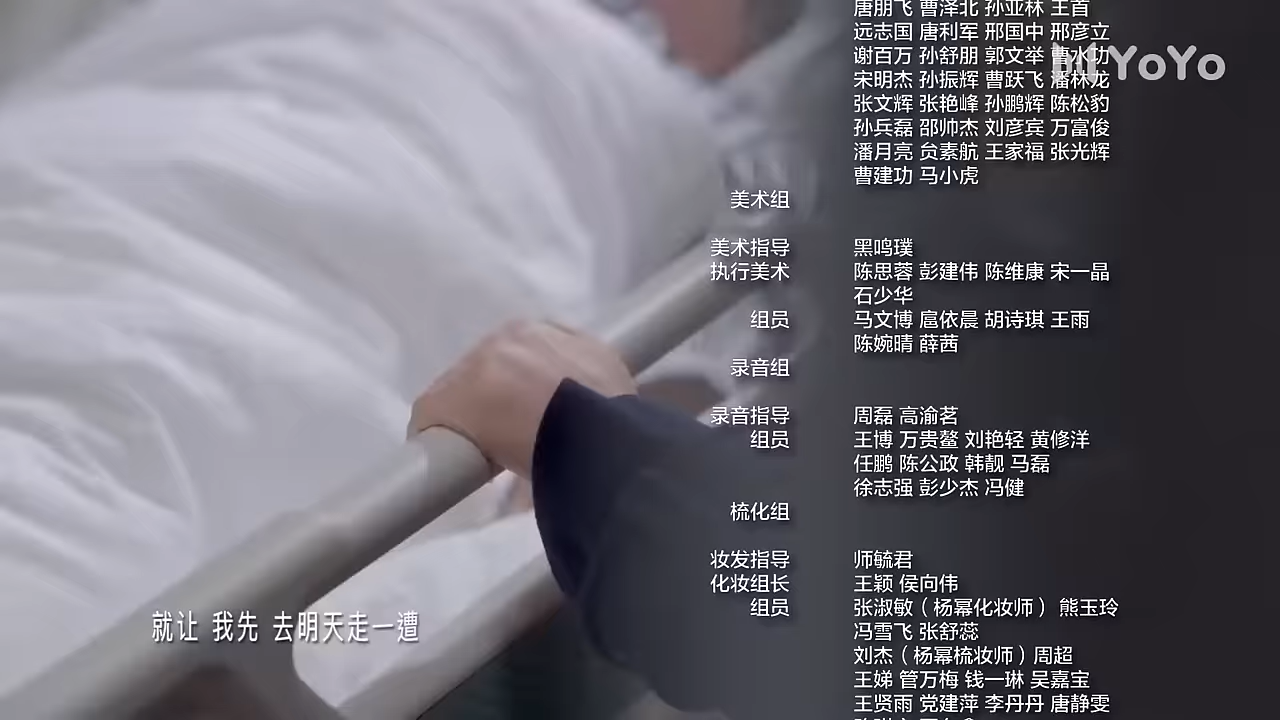 唐朋飞 曹泽北 孙亚林 王首
远志国 唐利军 邢国中 邢彦立
谢百万 孙舒朋 郭文举 曹水功
YOYO
宋明杰 孙振辉 曹跃飞 潘林龙
张文辉 张艳峰 孙鹏辉 陈松豹
孙兵磊 邵帅杰 刘彦宾 万富俊
潘月亮 贠素航 王家福 张光辉
曹建功 马小虎
美术组
美术指导 黑鸣璞
执行美术 陈思蓉 彭建伟 陈维康 宋一晶
石少华
组员 马文博 扈依晨 胡诗琪 王雨
陈婉晴 薛茜
录音组
录音指导 周磊 高渝茗
组员 王博 万贵鳌 刘艳轻 黄修洋
任鹏 陈公政 韩靓 马磊
徐志强 彭少杰 冯健
梳化组
妆发指导 师毓君
化妆组长 王颖 侯向伟
组员 张淑敏（杨幂化妆师） 熊玉玲
就让 我先 去明天走一遭
冯雪飞 张舒蕊
刘杰（杨幂梳妆师）周超
王娣 管万梅 钱一琳 吴嘉宝
王贤雨 党建萍 李丹丹 唐静雯